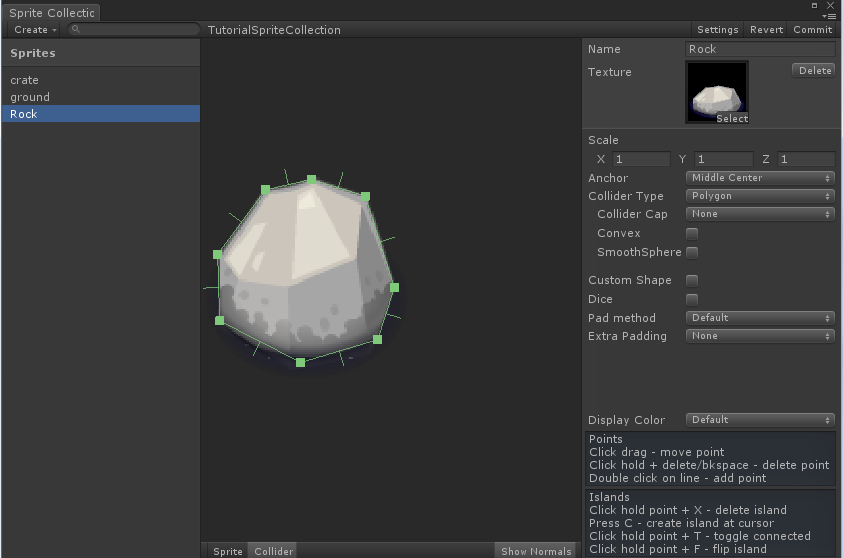 Sprite Collectic
Create
TutorialSpriteCollection
Settings Revert Commit
Sprites
crate
ground
Rock
Name Rock
Texture
Delete
Select
Scale
X 1 Y 1 Z 1
Anchor Middle Center
Collider Type Polygon
Collider Cap None
Convex
SmoothSphere
Custom Shape
Dice
Pad method Default
Extra Padding None
Display Color Default
Points
Click drag - move point
Click hold + delete/bkspace - delete point
Double click on line - add point
Islands
Click hold point + X - delete island
Press C - create island at cursor
Click hold point + T - toggle connected
Click hold point + F - flip island
Sprite Collider
Show Normals